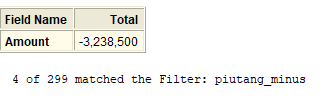 Field Name Total
Amount -3,238,500
4 of 299 matched the Filter: piutang_minus